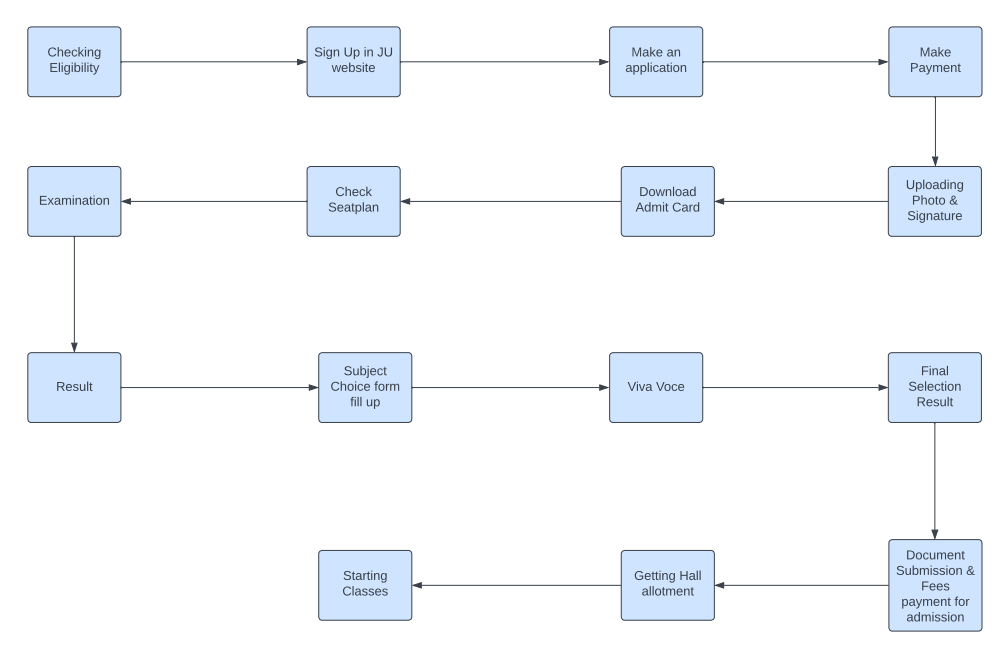 Checking
Eligibility
Sign Up in JU
website
Make an
application
Make
Payment
Examination
Check
Seatplan
Download
Admit Card
Uploading
Photo &
Signature
Result
Subject
Choice form
fill up
Viva Voce
Final
Selection
Result
Starting
Classes
Getting Hall
allotment
Document
Submission &
Fees
payment for
admission